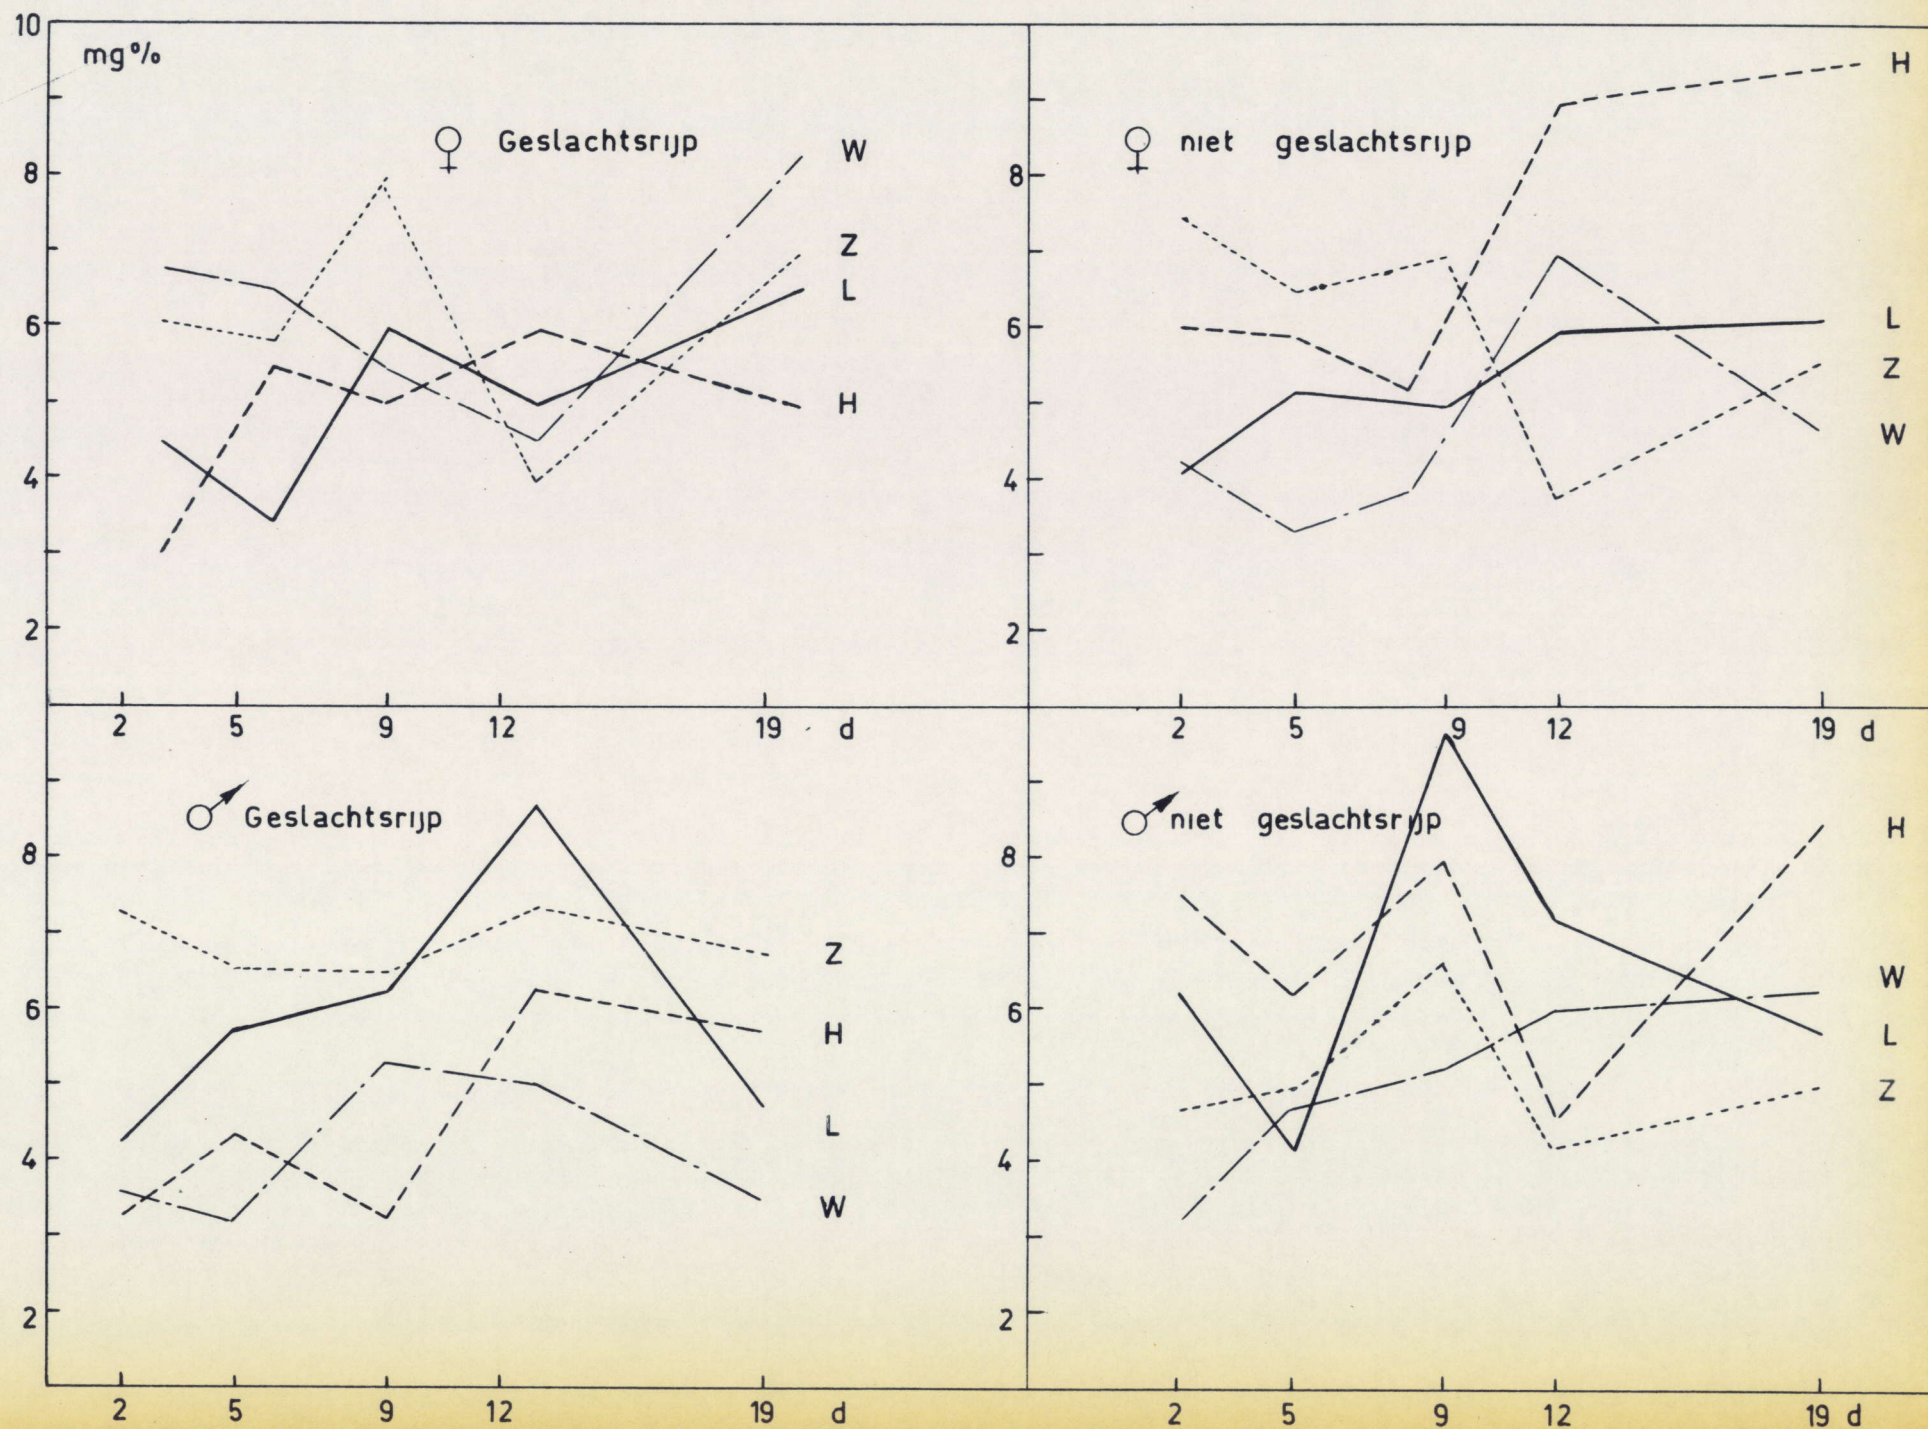 10
mg%
♀ Geslachtsrijp
W
8
Z
L
6
H
4
2
2 5 9 12 19 d
♀ niet geslachtsrijp
H
8
6
L
Z
W
4
2
2 5 9 12 19 d
♂ Geslachtsrijp
8
Z
6
H
L
4
W
2
2 5 9 12 19 d
♂ niet geslachtsrijp
H
8
W
6
L
Z
4
2
2 5 9 12 19 d